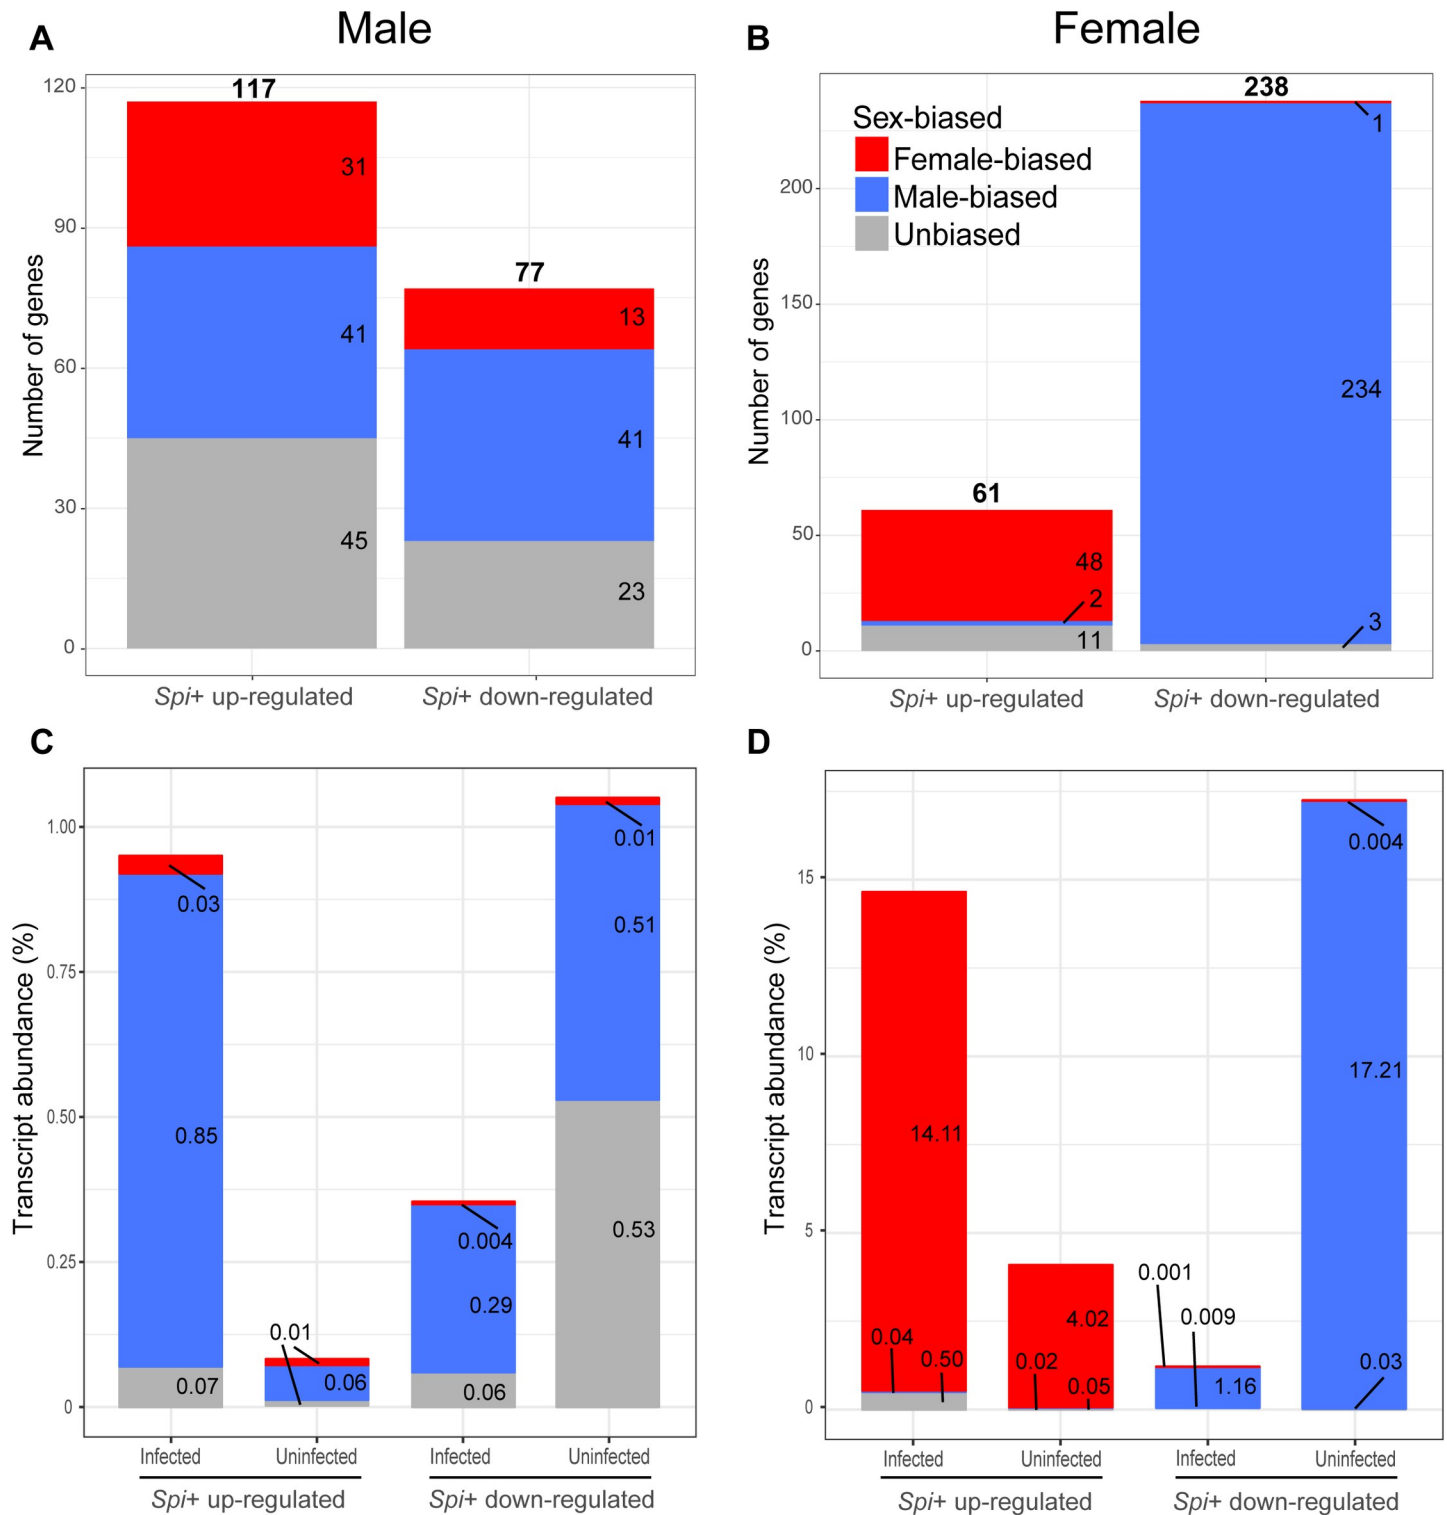 A
Male
B
Female
Number of genes
120
90
60
30
0
117
31
41
45
77
13
41
23
Spi+ up-regulated
Spi+ down-regulated
Number of genes
200
150
100
50
0
Sex-biased
Female-biased
Male-biased
Unbiased
61
48
2
11
238
1
234
3
Spi+ up-regulated
Spi+ down-regulated
C
D
Transcript abundance (%)
1.00
0.75
0.50
0.25
0
0.03
0.85
0.07
0.01
0.06
0.004
0.29
0.06
0.01
0.51
0.53
Infected
Uninfected
Infected
Uninfected
Spi+ up-regulated
Spi+ down-regulated
Transcript abundance (%)
15
10
5
0
14.11
0.04
0.50
4.02
0.02
0.05
0.001
0.009
1.16
0.004
17.21
0.03
Infected
Uninfected
Infected
Uninfected
Spi+ up-regulated
Spi+ down-regulated